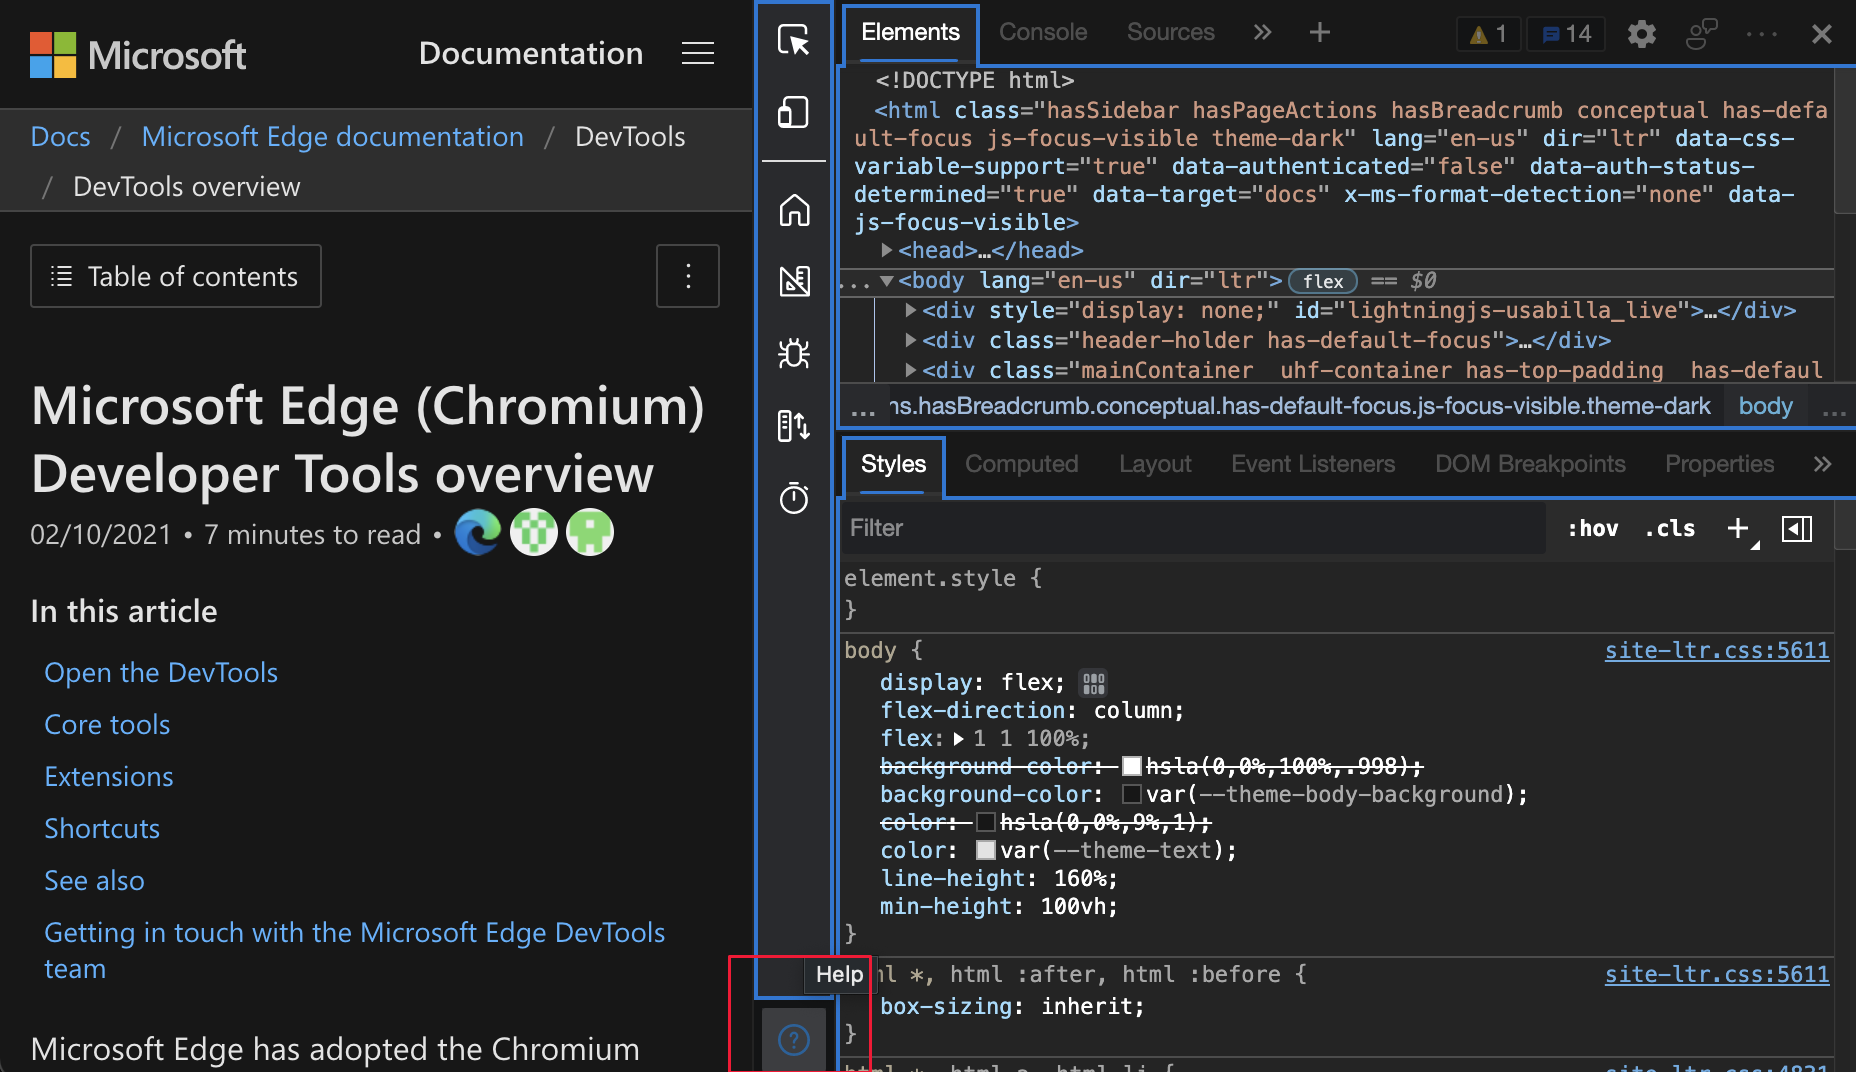 Microsoft
Documentation
Docs / Microsoft Edge documentation / DevTools
/ DevTools overview
Table of contents
Microsoft Edge (Chromium)
Developer Tools overview
02/10/2021 • 7 minutes to read •
In this article
Open the DevTools
Core tools
Extensions
Shortcuts
See also
Getting in touch with the Microsoft Edge DevTools
team
Microsoft Edge has adopted the Chromium
Help
?
Elements
Console
Sources
1
14
<!DOCTYPE html>
<html class="hasSidebar hasPageActions hasBreadcrumb conceptual has-defa
ult-focus js-focus-visible theme-dark" lang="en-us" dir="ltr" data-css-
variable-support="true" data-authenticated="false" data-auth-status-
determined="true" data-target="docs" x-ms-format-detection="none" data-
js-focus-visible>
<head>…</head>
... <body lang="en-us" dir="ltr"> flex == $0
<div style="display: none;" id="lightningjs-usabilla_live">…</div>
<div class="header-holder has-default-focus">…</div>
<div class="mainContainer  uhf-container has-top-padding  has-defaul
... ns.hasBreadcrumb.conceptual.has-default-focus.js-focus-visible.theme-dark body ...
Styles
Computed
Layout
Event Listeners
DOM Breakpoints
Properties
Filter
:hov .cls
element.style {
}
body {
site-ltr.css:5611
display: flex;
flex-direction: column;
flex: 1 1 100%;
background-color: hsla(0,0%,100%,.998);
background-color: var(--theme-body-background);
color: hsla(0,0%,9%,1);
color: var(--theme-text);
line-height: 160%;
min-height: 100vh;
}
ml *, html :after, html :before {
site-ltr.css:5611
box-sizing: inherit;
}